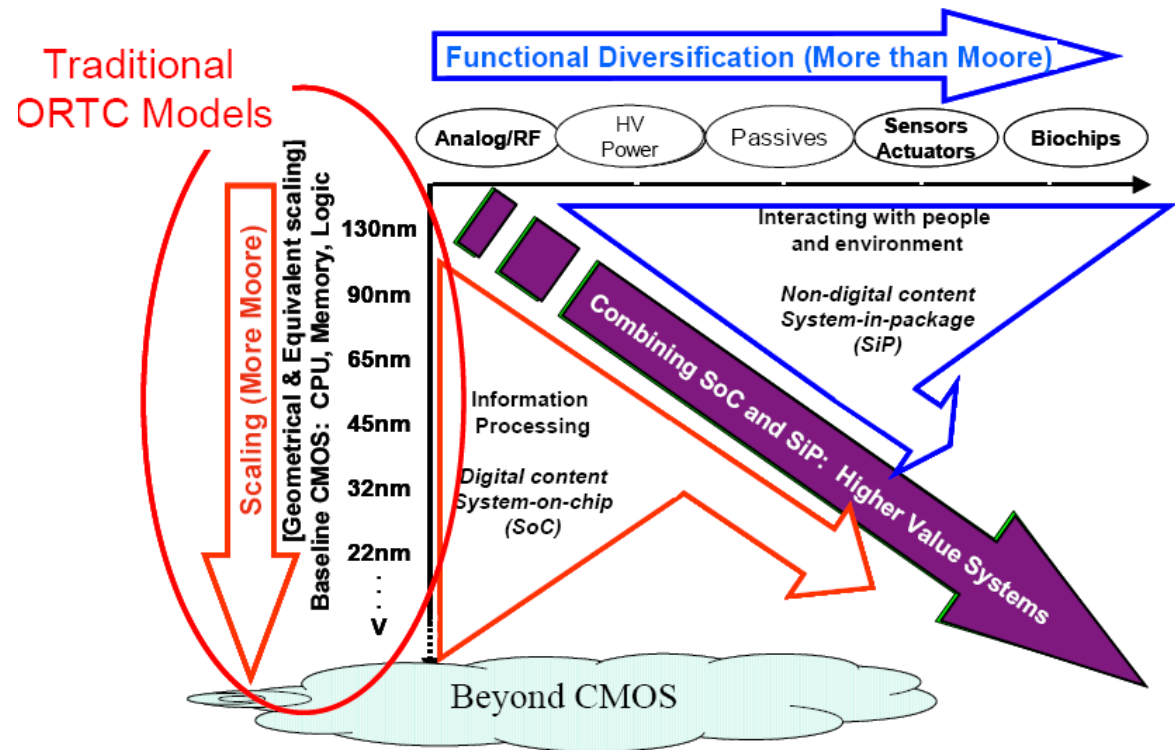 Traditional
ORTC Models
Functional Diversification (More than Moore)
Analog/RF
HV
Power
Passives
Sensors
Actuators
Biochips
Scaling (More Moore)
[Geometrical & Equivalent scaling]
Baseline CMOS: CPU, Memory, Logic
130nm
90nm
65nm
45nm
32nm
22nm
V
Interacting with people
and environment
Non-digital content
System-in-package
(SiP)
Combining SoC and SiP: Higher Value Systems
Information
Processing
Digital content
System-on-chip
(SoC)
Beyond CMOS